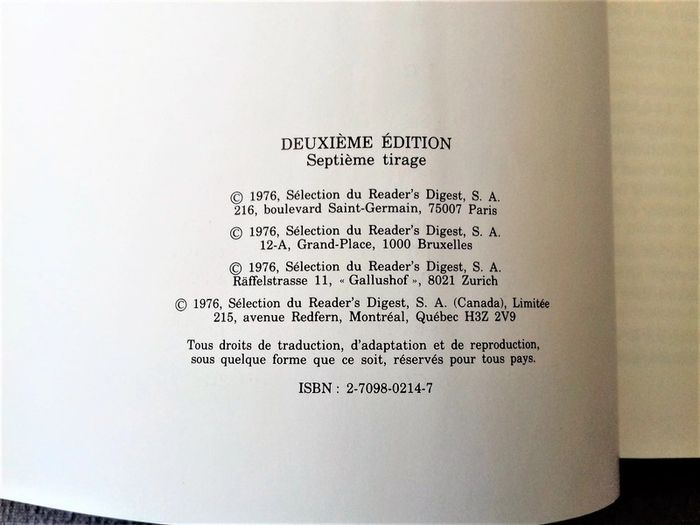 DEUXIÈME ÉDITION
Septième tirage
© 1976, Sélection du Reader's Digest, S. A.
216, boulevard Saint-Germain, 75007 Paris
© 1976, Sélection du Reader's Digest, S. A.
12-A, Grand-Place, 1000 Bruxelles
© 1976, Sélection du Reader's Digest, S. A.
Räffelstrasse 11, « Gallushof », 8021 Zurich
© 1976, Sélection du Reader's Digest, S. A. (Canada), Limitée
215, avenue Redfern, Montréal, Québec H3Z 2V9
Tous droits de traduction, d'adaptation et de reproduction,
sous quelque forme que ce soit, réservés pour tous pays.
ISBN : 2-7098-0214-7